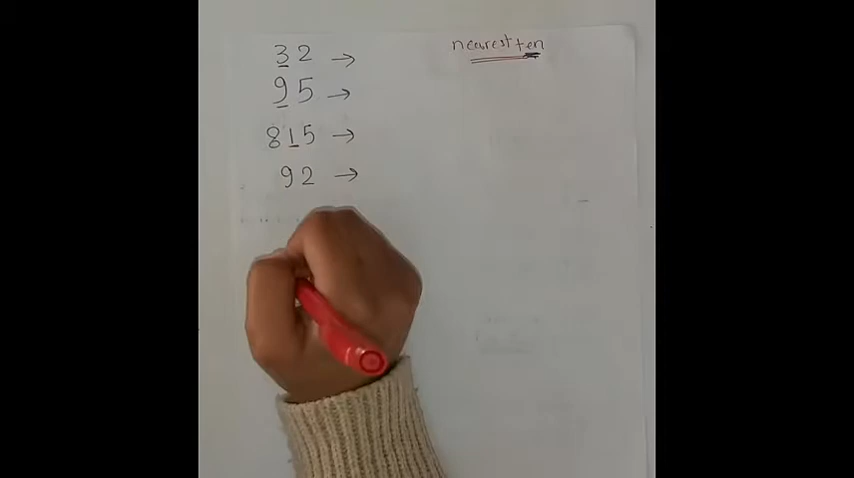 nearest ten
32 →
95 →
815 →
92 →